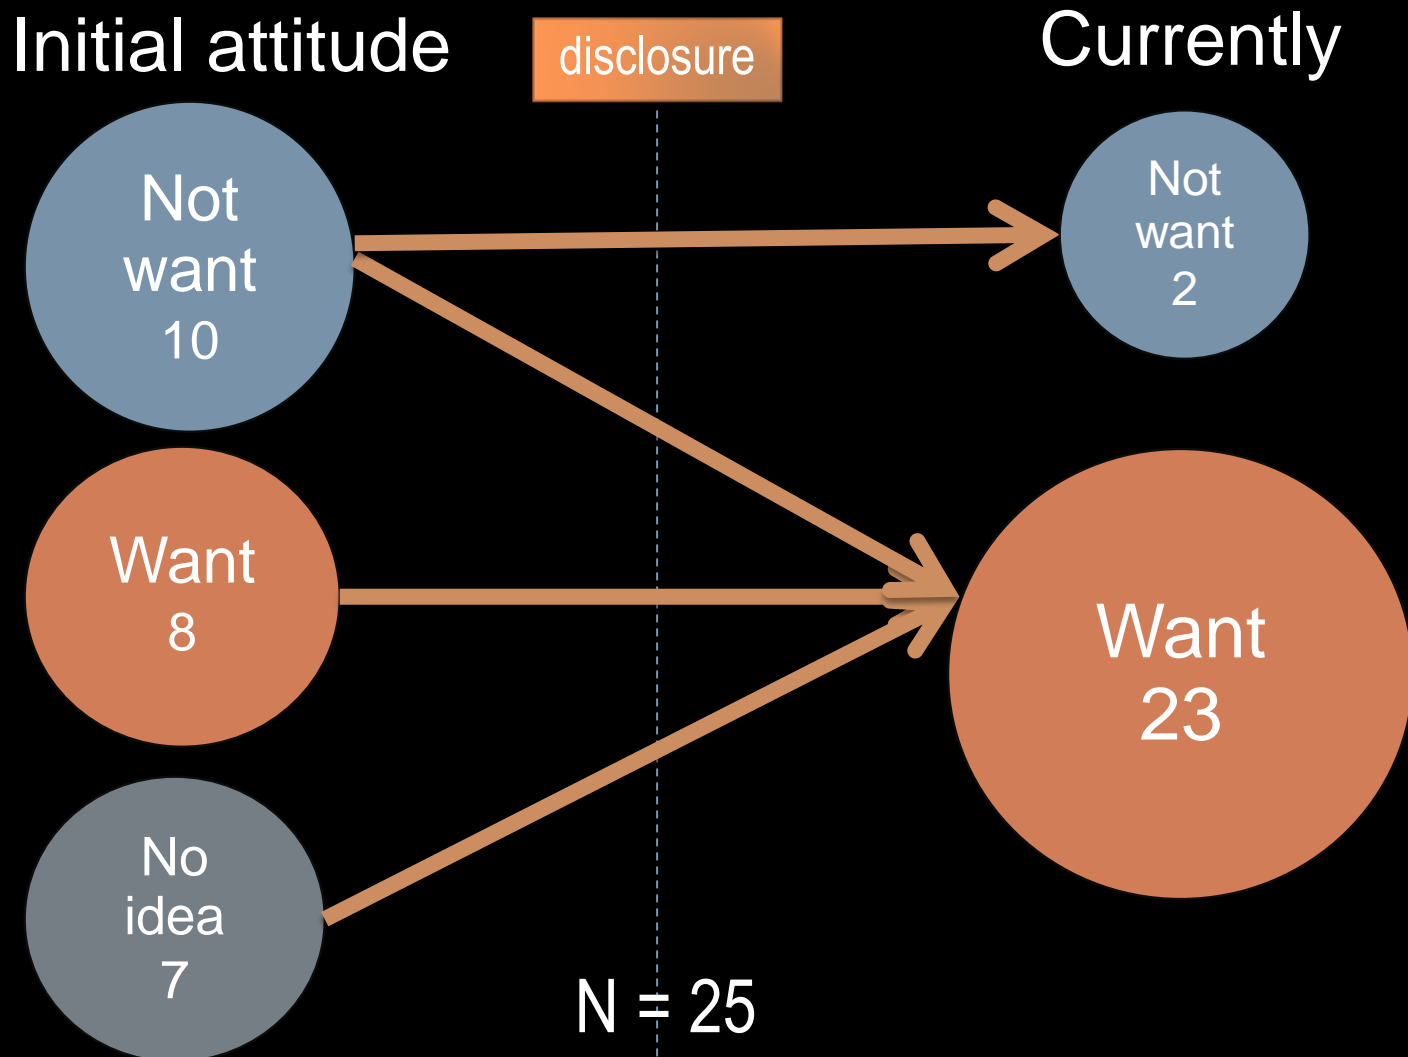 Initial attitude
disclosure
Currently
Not
want
10
Not
want
2
Want
8
Want
23
No
idea
7
N = 25